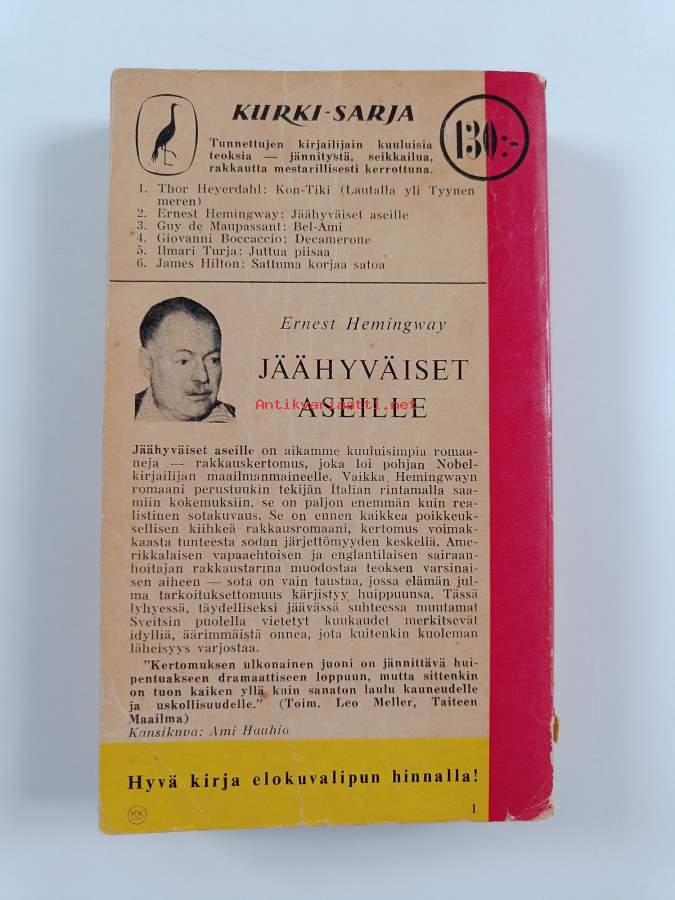 KURKI-SARJA
130:-
Tunnettujen kirjailijain kuuluisia
teoksia — jännitystä, seikkailua,
rakkautta mestarillisesti kerrottuna.
1. Thor Heyerdahl: Kon-Tiki (Lautalla yli Tyynen
meren)
2. Ernest Hemingway: Jäähyväiset aseille
3. Guy de Maupassant: Bel-Ami
4. Giovanni Boccaccio: Decamerone
5. Ilmari Turja: Juttua piisaa
6. James Hilton: Sattuma korjaa satoa
Ernest Hemingway
JÄÄHYVÄISET
Antikvariaatti.net
ASEILLE
Jäähyväiset aseille on aikamme kuuluisimpia romaa-
neja — rakkauskertomus, joka loi pohjan Nobel-
kirjailijan maailmanmaineelle. Vaikka Hemingwayn
romaani perustuukin tekijän Italian rintamalla saa-
miin kokemuksiin, se on paljon enemmän kuin rea-
listinen sotakuvaus. Se on ennen kaikkea poikkeuk-
sellisen kiihkeä rakkausromaani, kertomus voimak-
kaasta tunteesta sodan järjettömyyden keskellä. Ame-
rikkalaisen vapaaehtoisen ja englantilaisen sairaan-
hoitajan rakkaustarina muodostaa teoksen varsinai-
sen aiheen — sota on vain taustaa, jossa elämän jul-
ma tarkoituksettomuus kärjistyy huippuunsa. Tässä
lyhyessä, täydelliseksi jäävässä suhteessa muutamat
Sveitsin puolella vietetyt kuukaudet merkitsevät
idylliä, äärimmäistä onnea, jota kuitenkin kuoleman
läheisyys varjostaa.
"Kertomuksen ulkonainen juoni on jännittävä hui-
pentuakseen dramaattiseen loppuun, mutta sittenkin
on tuon kaiken yllä kuin sanaton laulu kauneudelle
ja uskollisuudelle." (Toim. Leo Meller, Taiteen
Maailma)
Kansikuva: Ami Hauhio
Hyvä kirja elokuvalipun hinnalla!
KK
1